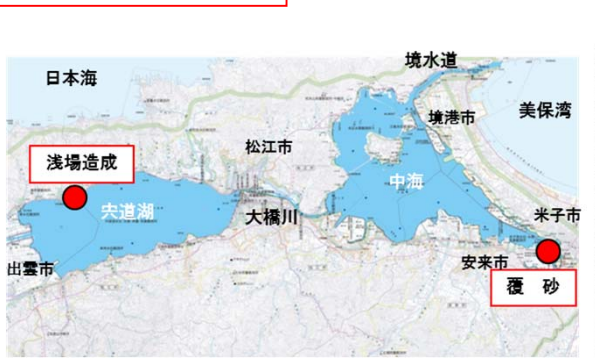 境水道
日本海
境港市
美保湾
松江市
浅場造成
中海
宍道湖
大橋川
米子市
安来市
出雲市
覆 砂